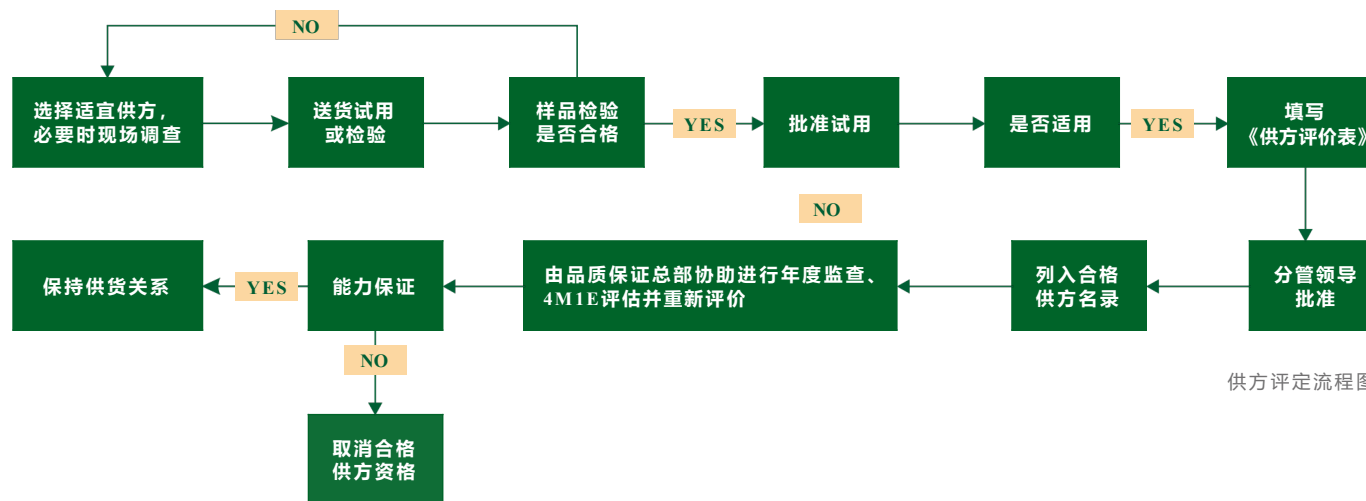 NO
选择适宜供方，
必要时现场调查
送货试用
或检验
样品检验
是否合格
YES
批准试用
是否适用
YES
填写
《供方评价表》
NO
保持供货关系
YES
能力保证
由品质保证总部协助进行年度监查、
4M1E评估并重新评价
列入合格
供方名录
分管领导
批准
NO
供方评定流程图
取消合格
供方资格